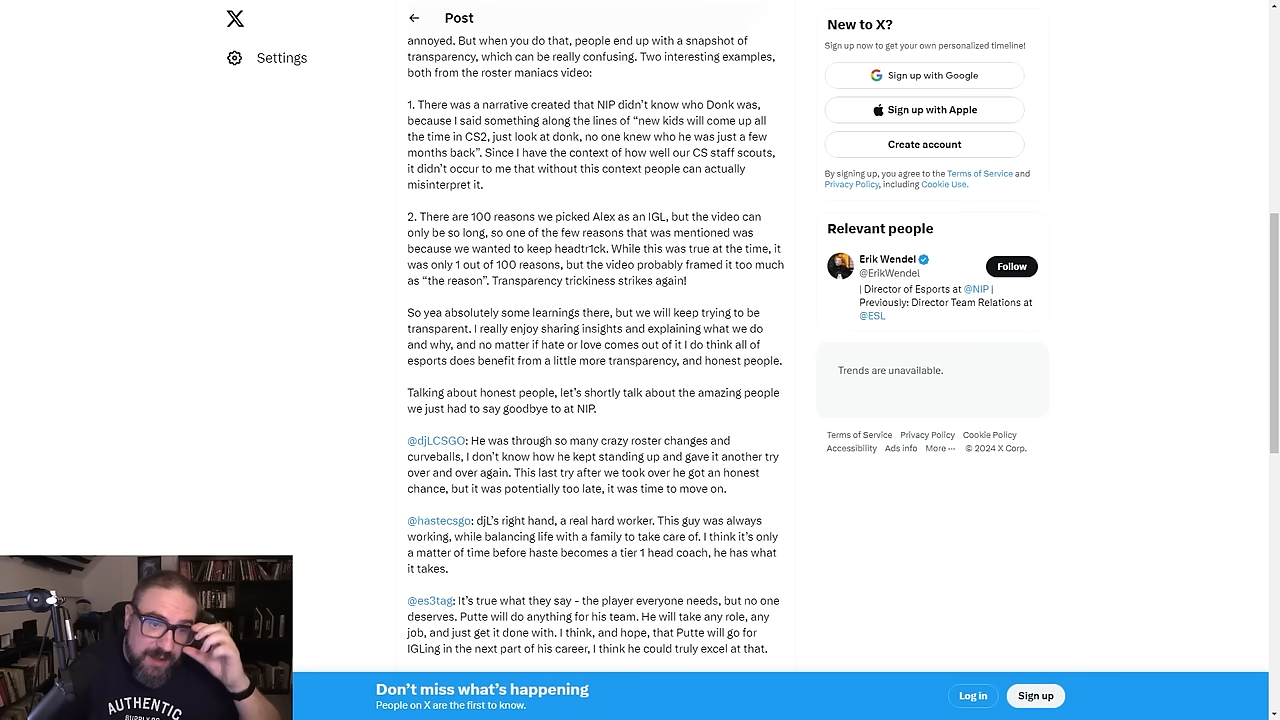 Post
Settings
annoyed. But when you do that, people end up with a snapshot of
transparency, which can be really confusing. Two interesting examples,
both from the roster maniacs video:
1. There was a narrative created that NIP didn’t know who Donk was,
because I said something along the lines of “new kids will come up all
the time in CS2, just look at donk, no one knew who he was just a few
months back”. Since I have the context of how well our CS staff scouts,
it didn’t occur to me that without this context people can actually
misinterpret it.
2. There are 100 reasons we picked Alex as an IGL, but the video can
only be so long, so one of the few reasons that was mentioned was
because we wanted to keep headtr1ck. While this was true at the time, it
was only 1 out of 100 reasons, but the video probably framed it too much
as “the reason”. Transparency trickiness strikes again!
So yea absolutely some learnings there, but we will keep trying to be
transparent. I really enjoy sharing insights and explaining what we do
and why, and no matter if hate or love comes out of it I do think all of
esports does benefit from a little more transparency, and honest people.
Talking about honest people, let’s shortly talk about the amazing people
we just had to say goodbye to at NIP.
@djLCSGO: He was through so many crazy roster changes and
curveballs, I don’t know how he kept standing up and gave it another try
over and over again. This last try after we took over he got an honest
chance, but it was potentially too late, it was time to move on.
@hastecsgo: djL’s right hand, a real hard worker. This guy was always
working, while balancing life with a family to take care of. I think it’s only
a matter of time before haste becomes a tier 1 head coach, he has what
it takes.
@es3tag: It’s true what they say - the player everyone needs, but no one
deserves. Putte will do anything for his team. He will take any role, any
job, and just get it done with. I think, and hope, that Putte will go for
IGLing in the next part of his career, I think he could truly excel at that.
New to X?
Sign up now to get your own personalized timeline!
Sign up with Google
Sign up with Apple
Create account
By signing up, you agree to the Terms of Service and
Privacy Policy, including Cookie Use.
Relevant people
Erik Wendel
@ErikWendel
Follow
| Director of Esports at @NIP |
Previously: Director Team Relations at
@ESL
Trends are unavailable.
Terms of Service Privacy Policy Cookie Policy
Accessibility Ads info More ··· © 2024 X Corp.
AUTHENTIC
Don’t miss what’s happening
People on X are the first to know.
Log in
Sign up